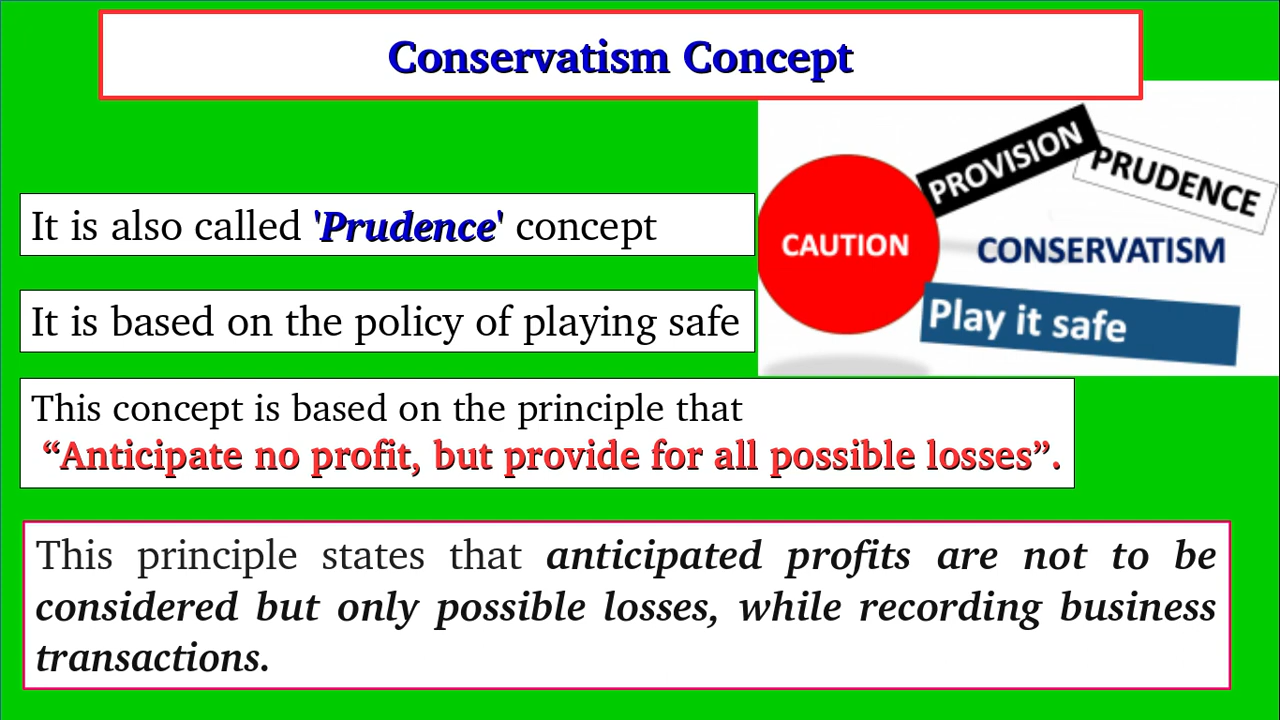 Conservatism Concept
PROVISION
PRUDENCE
CAUTION
CONSERVATISM
Play it safe
It is also called 'Prudence' concept
It is based on the policy of playing safe
This concept is based on the principle that
“Anticipate no profit, but provide for all possible losses”.
This principle states that anticipated profits are not to be
considered but only possible losses, while recording business
transactions.